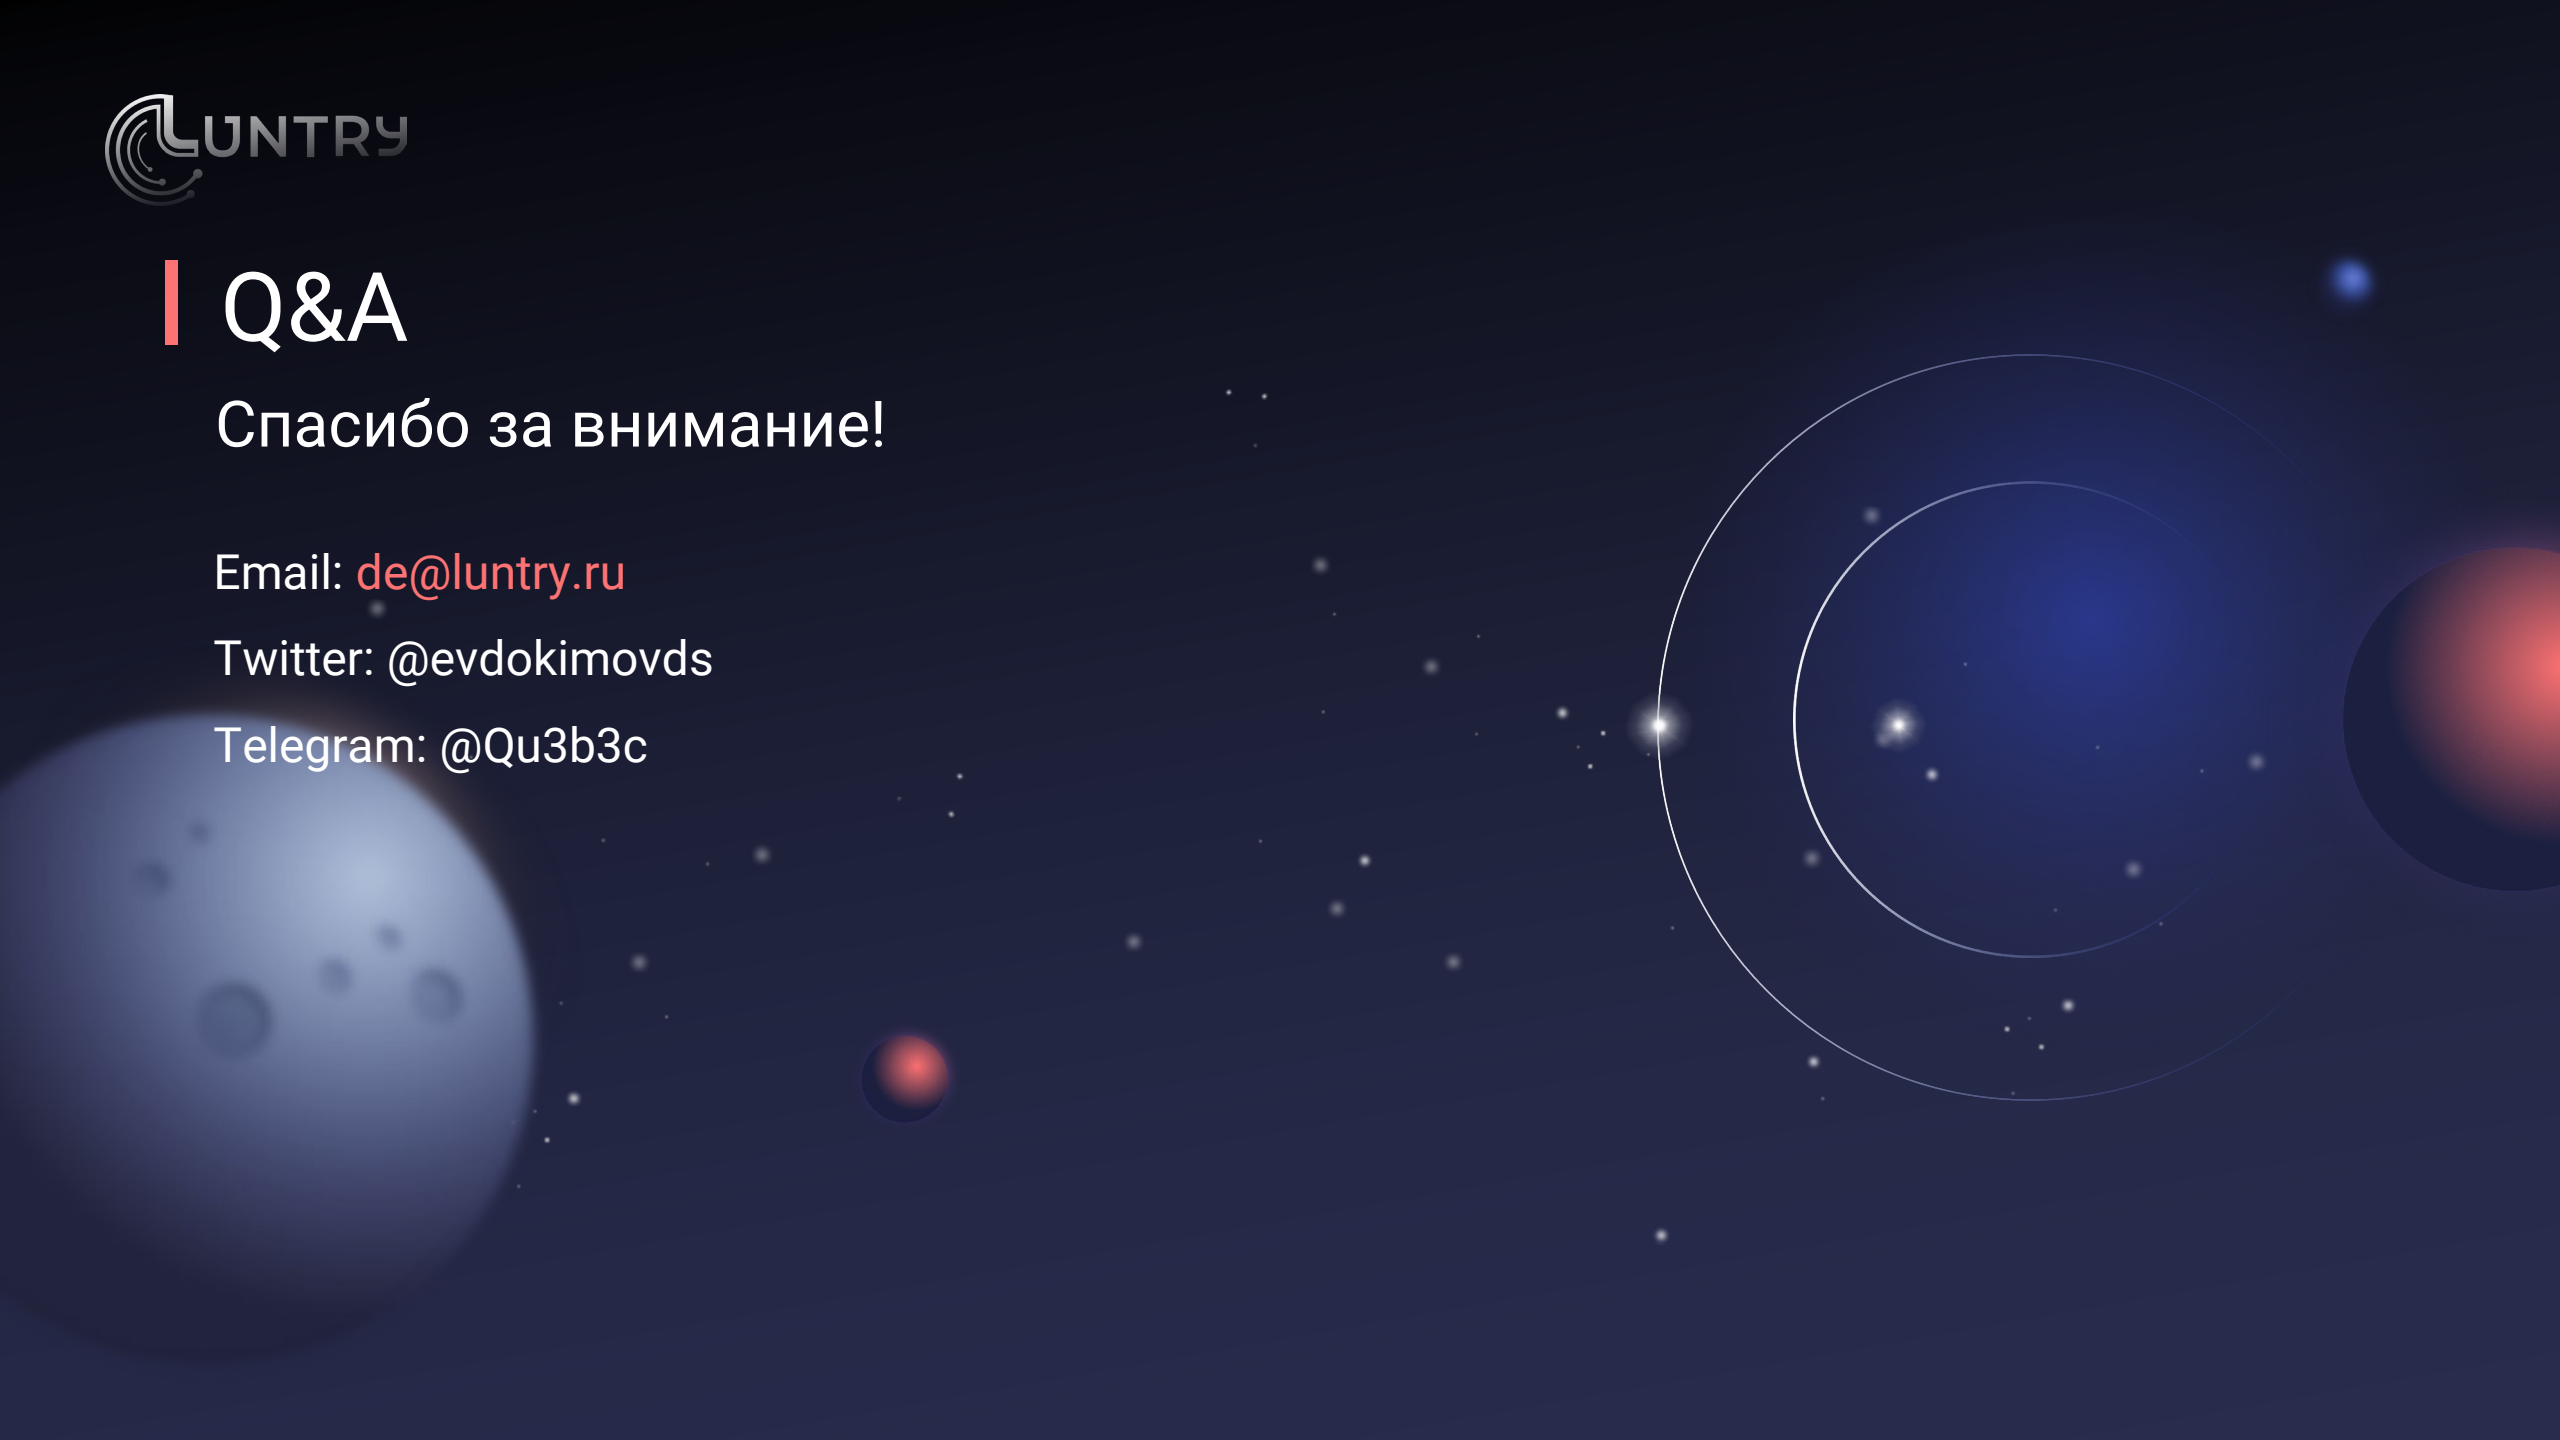 LUNTRY
Q&A
Спасибо за внимание!
Email: de@luntry.ru
Twitter: @evdokimovds
Telegram: @Qu3b3c